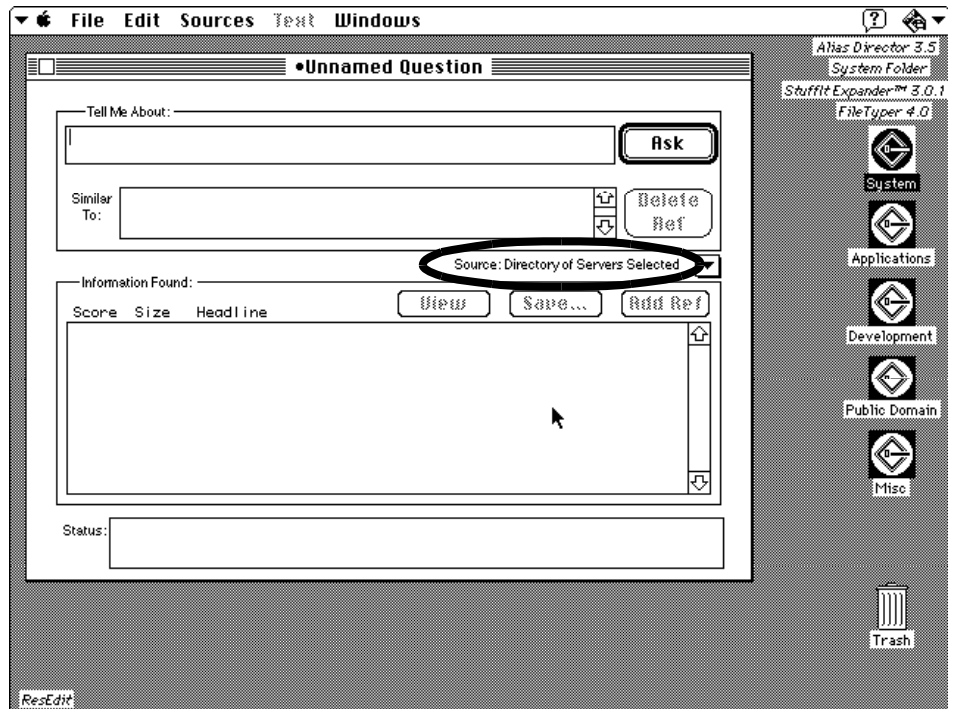 File Edit Sources Text Windows
•Unnamed Question
Tell Me About:
Ask
Similar To:
Delete Ref
Source: Directory of Servers Selected
Information Found:
View Save... Add Ref
Score Size Headline
Status:
Alias Director 3.5
System Folder
StuffIt Expander™ 3.0.1
FileTyper 4.0
System
Applications
Development
Public Domain
Misc
Trash
ResEdit